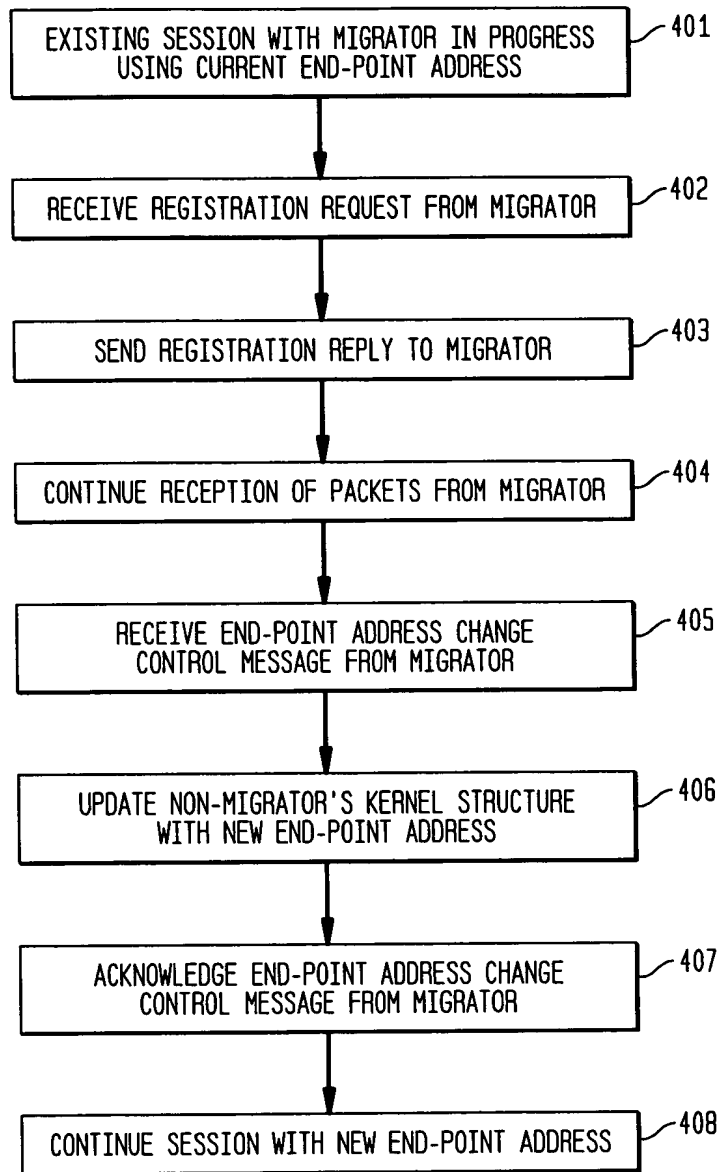 EXISTING SESSION WITH MIGRATOR IN PROGRESS
USING CURRENT END-POINT ADDRESS
401
RECEIVE REGISTRATION REQUEST FROM MIGRATOR
402
SEND REGISTRATION REPLY TO MIGRATOR
403
CONTINUE RECEPTION OF PACKETS FROM MIGRATOR
404
RECEIVE END-POINT ADDRESS CHANGE
CONTROL MESSAGE FROM MIGRATOR
405
UPDATE NON-MIGRATOR'S KERNEL STRUCTURE
WITH NEW END-POINT ADDRESS
406
ACKNOWLEDGE END-POINT ADDRESS CHANGE
CONTROL MESSAGE FROM MIGRATOR
407
CONTINUE SESSION WITH NEW END-POINT ADDRESS
408